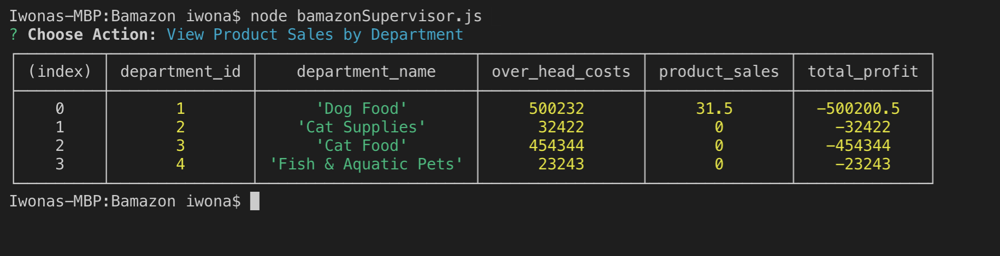 Iwonas-MBP:Bamazon iwona$ node bamazonSupervisor.js
? Choose Action: View Product Sales by Department
(index) department_id department_name over_head_costs product_sales total_profit
0 1 'Dog Food' 500232 31.5 -500200.5
1 2 'Cat Supplies' 32422 0 -32422
2 3 'Cat Food' 454344 0 -454344
3 4 'Fish & Aquatic Pets' 23243 0 -23243
Iwonas-MBP:Bamazon iwona$